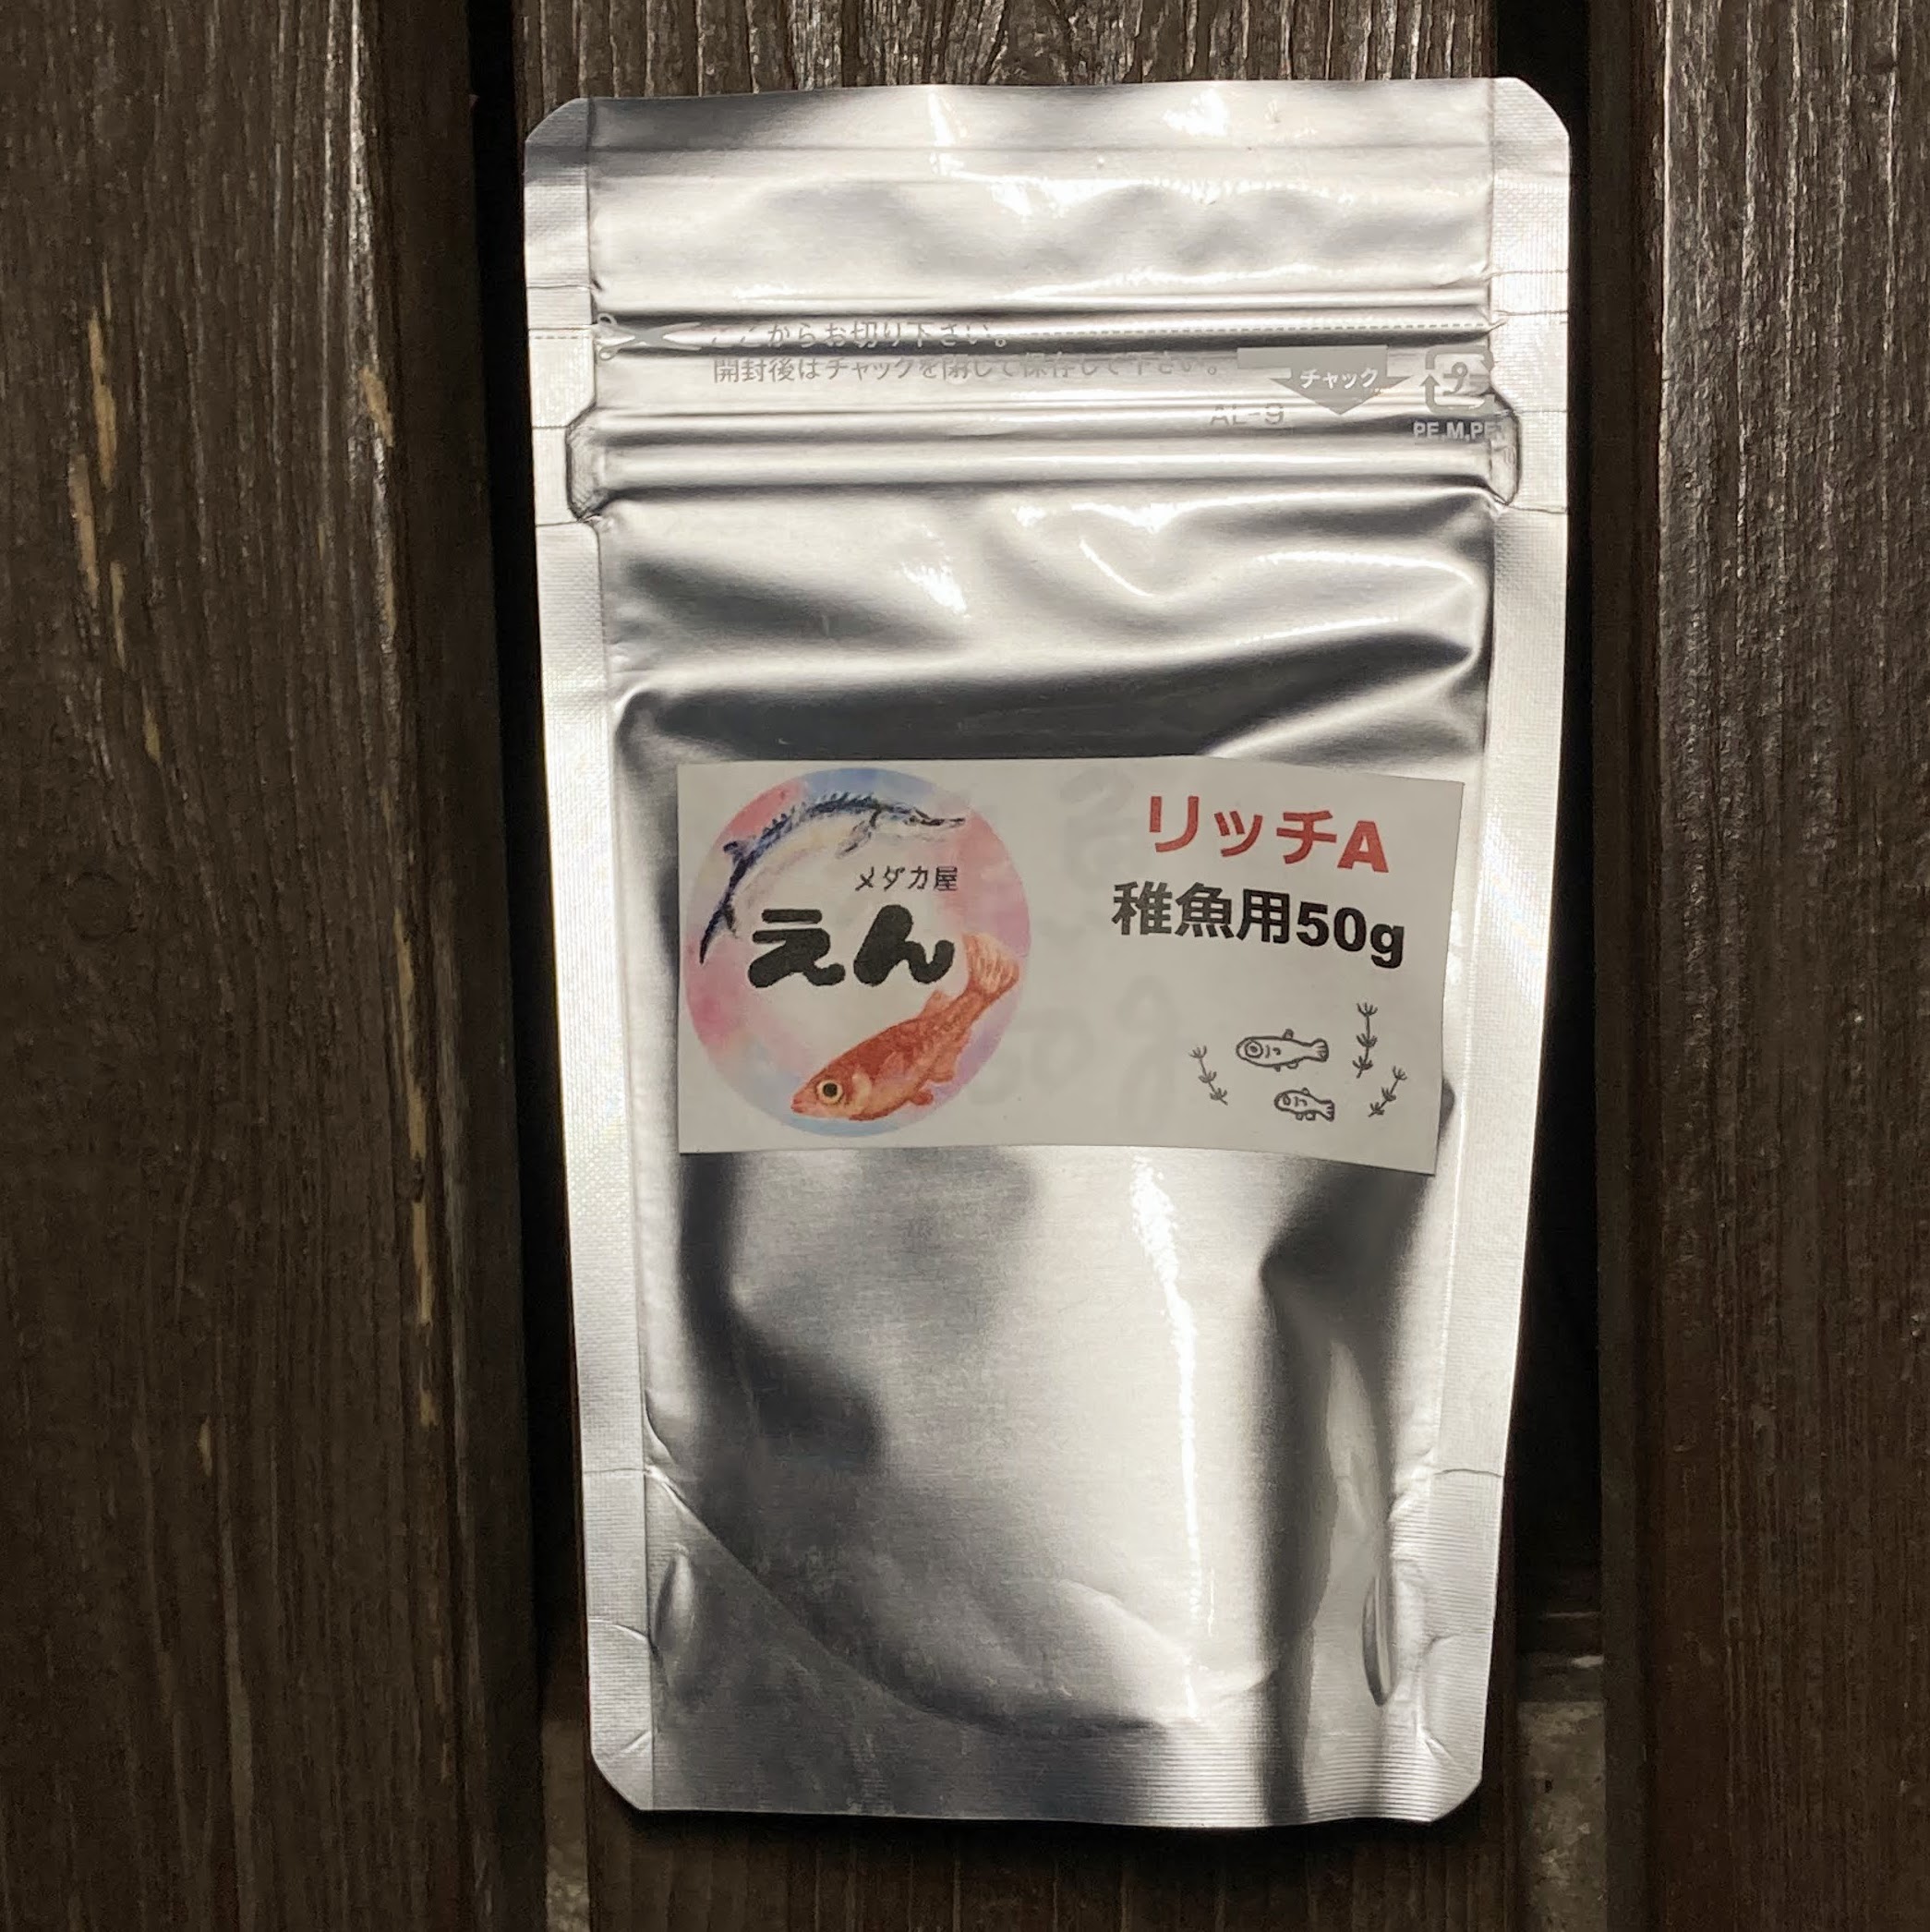 ここからお切り下さい。
開封後はチャックを閉じて保存して下さい。
チャック
AL-9
PE,M,PET
リッチA
稚魚用50g
メダカ屋
えん